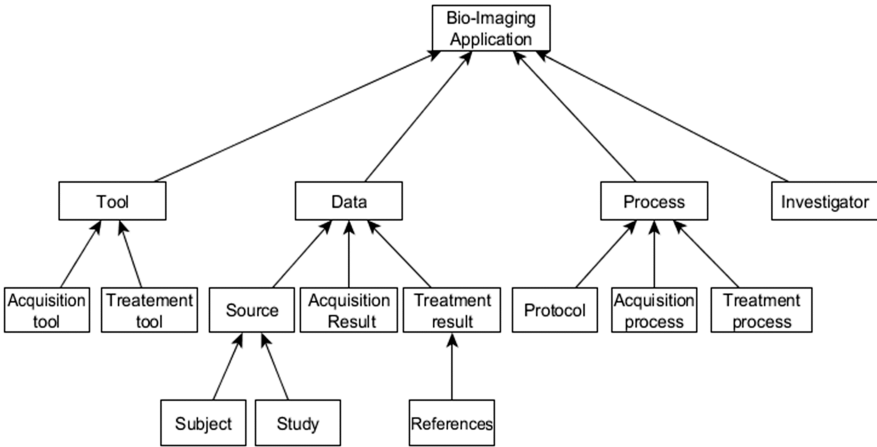 Bio-Imaging
Application
Tool
Data
Process
Investigator
Acquisition
tool
Treatement
tool
Source
Acquisition
Result
Treatment
result
Protocol
Acquisition
process
Treatment
process
Subject
Study
References